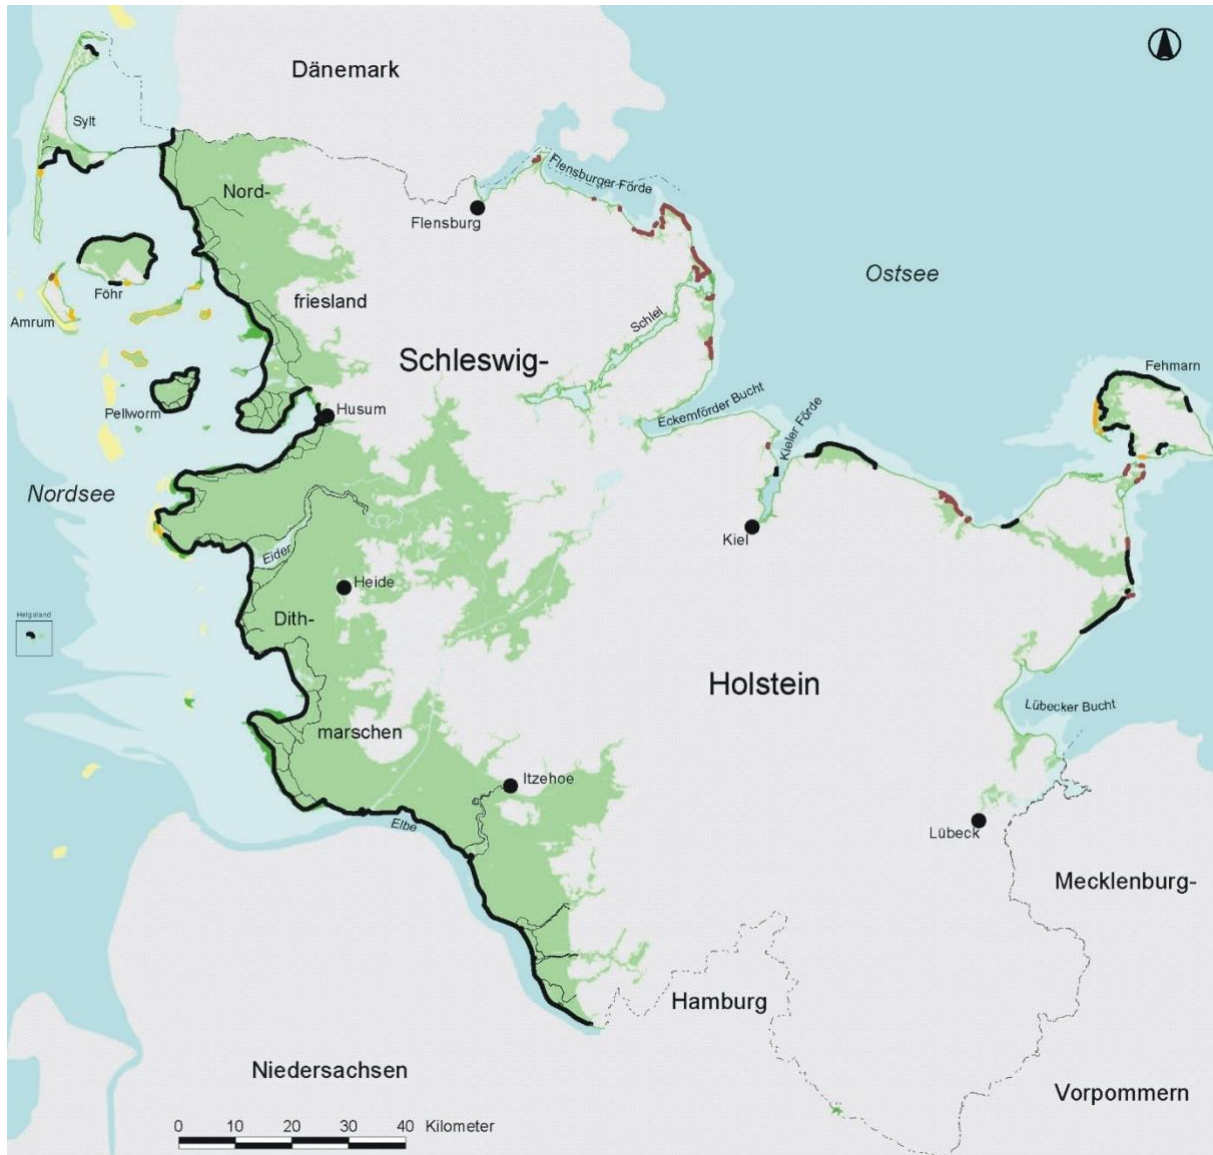 Dänemark
Sylt
Nord-
Flensburger-Förde
Flensburg
Ostsee
Föhr
friesland
Amrum
Schlei
Schleswig-
Fehmarn
Pellworm
Husum
Eckernförder Bucht
Kieler Förde
Nordsee
Kiel
Eider
Heide
Helgoland
Dith-
Holstein
Lübecker Bucht
marschen
Itzehoe
Elbe
Lübeck
Mecklenburg-
Hamburg
Niedersachsen
Vorpommern
0 10 20 30 40 Kilometer